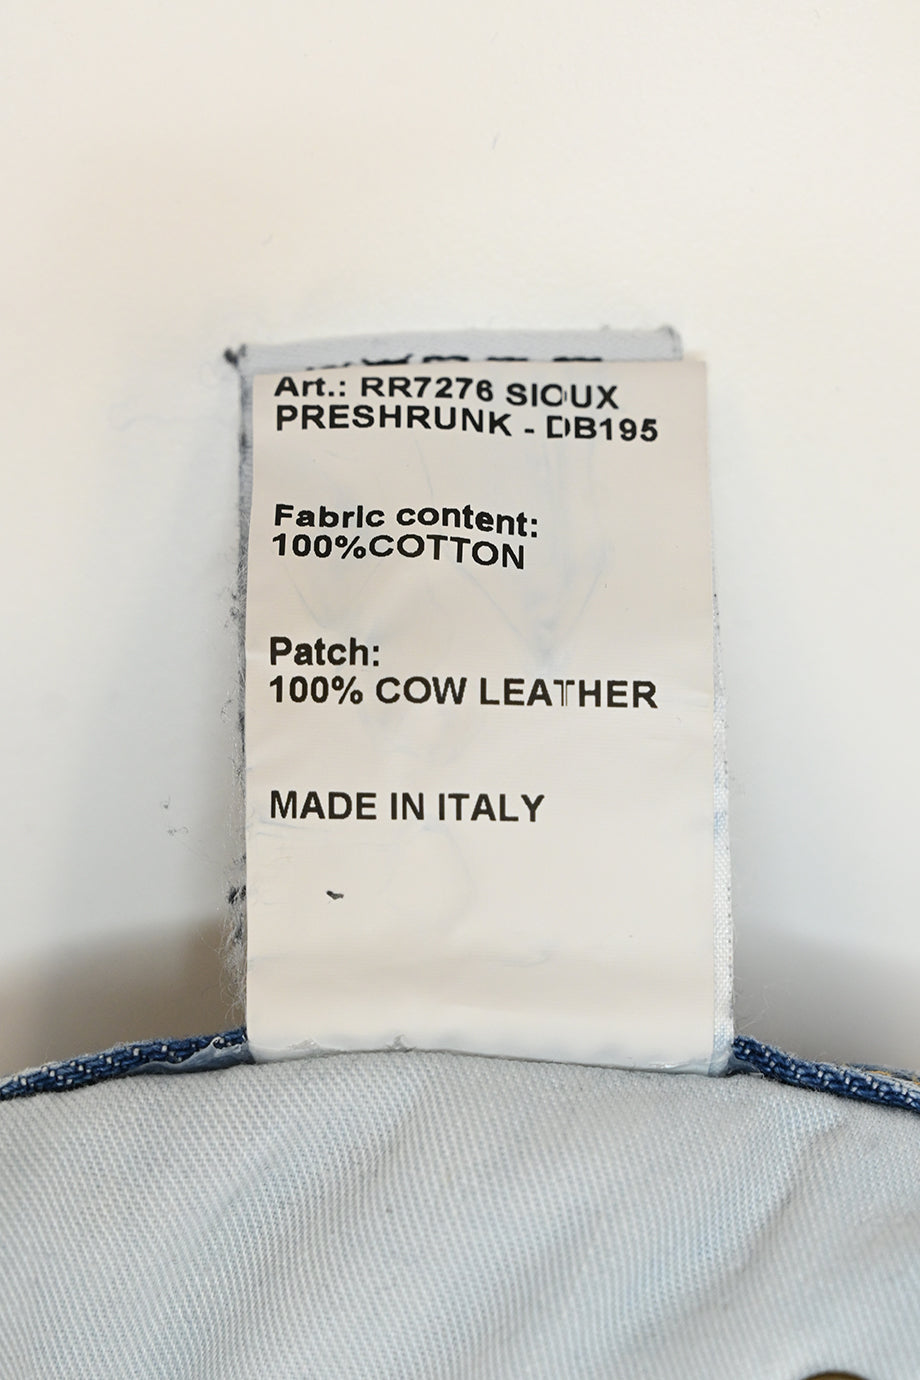 Art.: RR7276 SIOUX
PRESHRUNK - DB195
Fabric content:
100%COTTON
Patch:
100% COW LEATHER
MADE IN ITALY